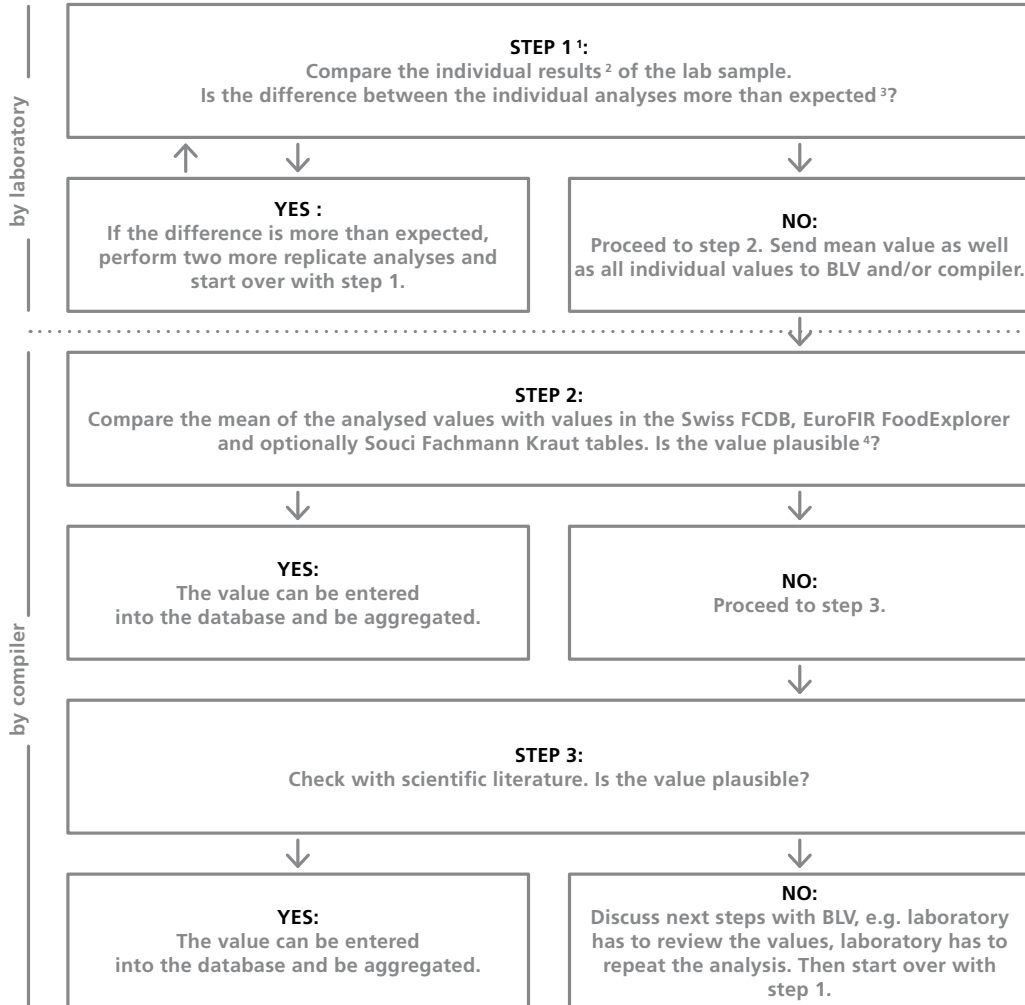 by laboratory
STEP 1 ¹:
Compare the individual results ² of the lab sample.
Is the difference between the individual analyses more than expected ³?
YES :
If the difference is more than expected,
perform two more replicate analyses and
start over with step 1.
NO:
Proceed to step 2. Send mean value as well
as all individual values to BLV and/or compiler.
by compiler
STEP 2:
Compare the mean of the analysed values with values in the Swiss FCDB, EuroFIR FoodExplorer
and optionally Souci Fachmann Kraut tables. Is the value plausible ⁴?
YES:
The value can be entered
into the database and be aggregated.
NO:
Proceed to step 3.
STEP 3:
Check with scientific literature. Is the value plausible?
YES:
The value can be entered
into the database and be aggregated.
NO:
Discuss next steps with BLV, e.g. laboratory
has to review the values, laboratory has to
repeat the analysis. Then start over with
step 1.